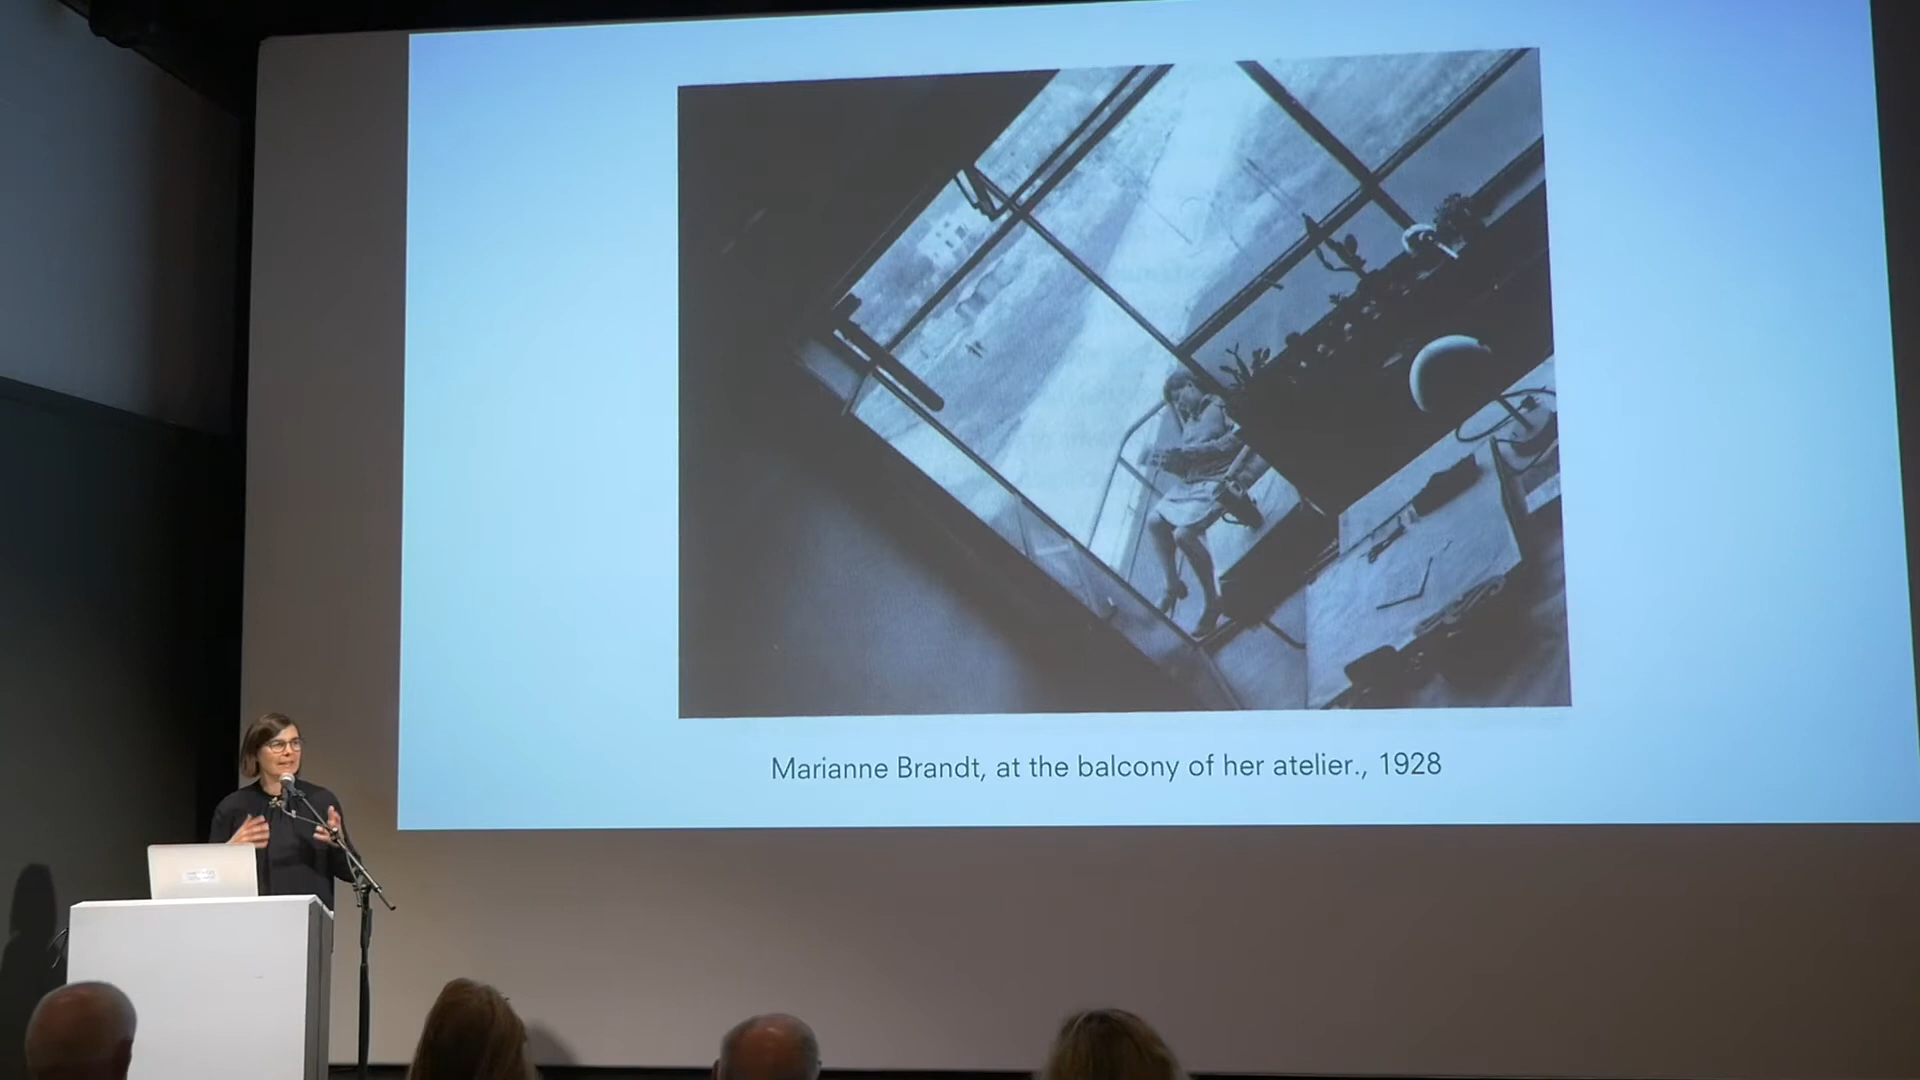 Marianne Brandt, at the balcony of her atelier., 1928